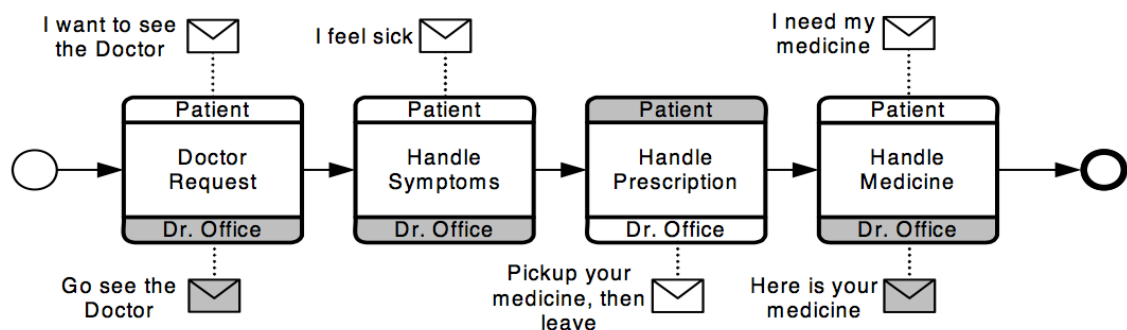 I want to see
the Doctor
I feel sick
I need my
medicine
Patient
Doctor
Request
Dr. Office
Patient
Handle
Symptoms
Dr. Office
Patient
Handle
Prescription
Dr. Office
Patient
Handle
Medicine
Dr. Office
Go see the
Doctor
Pickup your
medicine, then
leave
Here is your
medicine